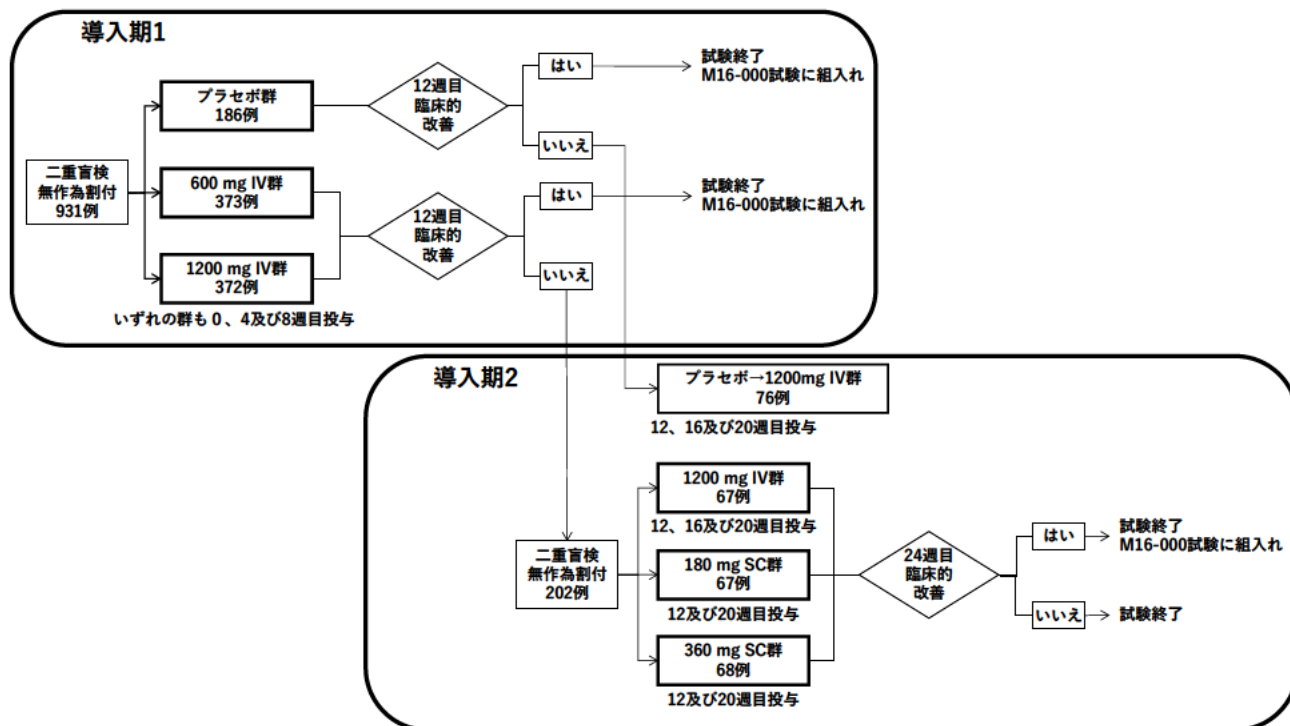 導入期1
プラセボ群
186例
12週目
臨床的
改善
はい
試験終了
M16-000試験に組入れ
いいえ
二重盲検
無作為割付
931例
600 mg IV群
373例
1200 mg IV群
372例
12週目
臨床的
改善
はい
試験終了
M16-000試験に組入れ
いいえ
いずれの群も 0 、4及び8週目投与
導入期2
プラセボ→1200mg IV群
76例
12、16及び20週目投与
二重盲検
無作為割付
202例
1200 mg IV群
67例
12、16及び20週目投与
180 mg SC群
67例
12及び20週目投与
360 mg SC群
68例
12及び20週目投与
24週目
臨床的
改善
はい
試験終了
M16-000試験に組入れ
いいえ
試験終了